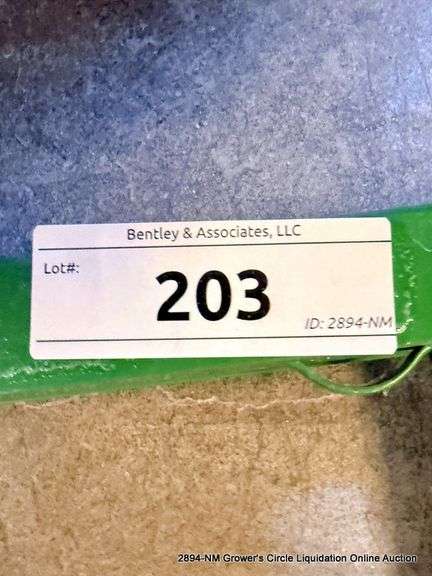 Bentley & Associates, LLC
Lot#:
203
ID: 2894-NM
2894-NM Grower's Circle Liquidation Online Auction